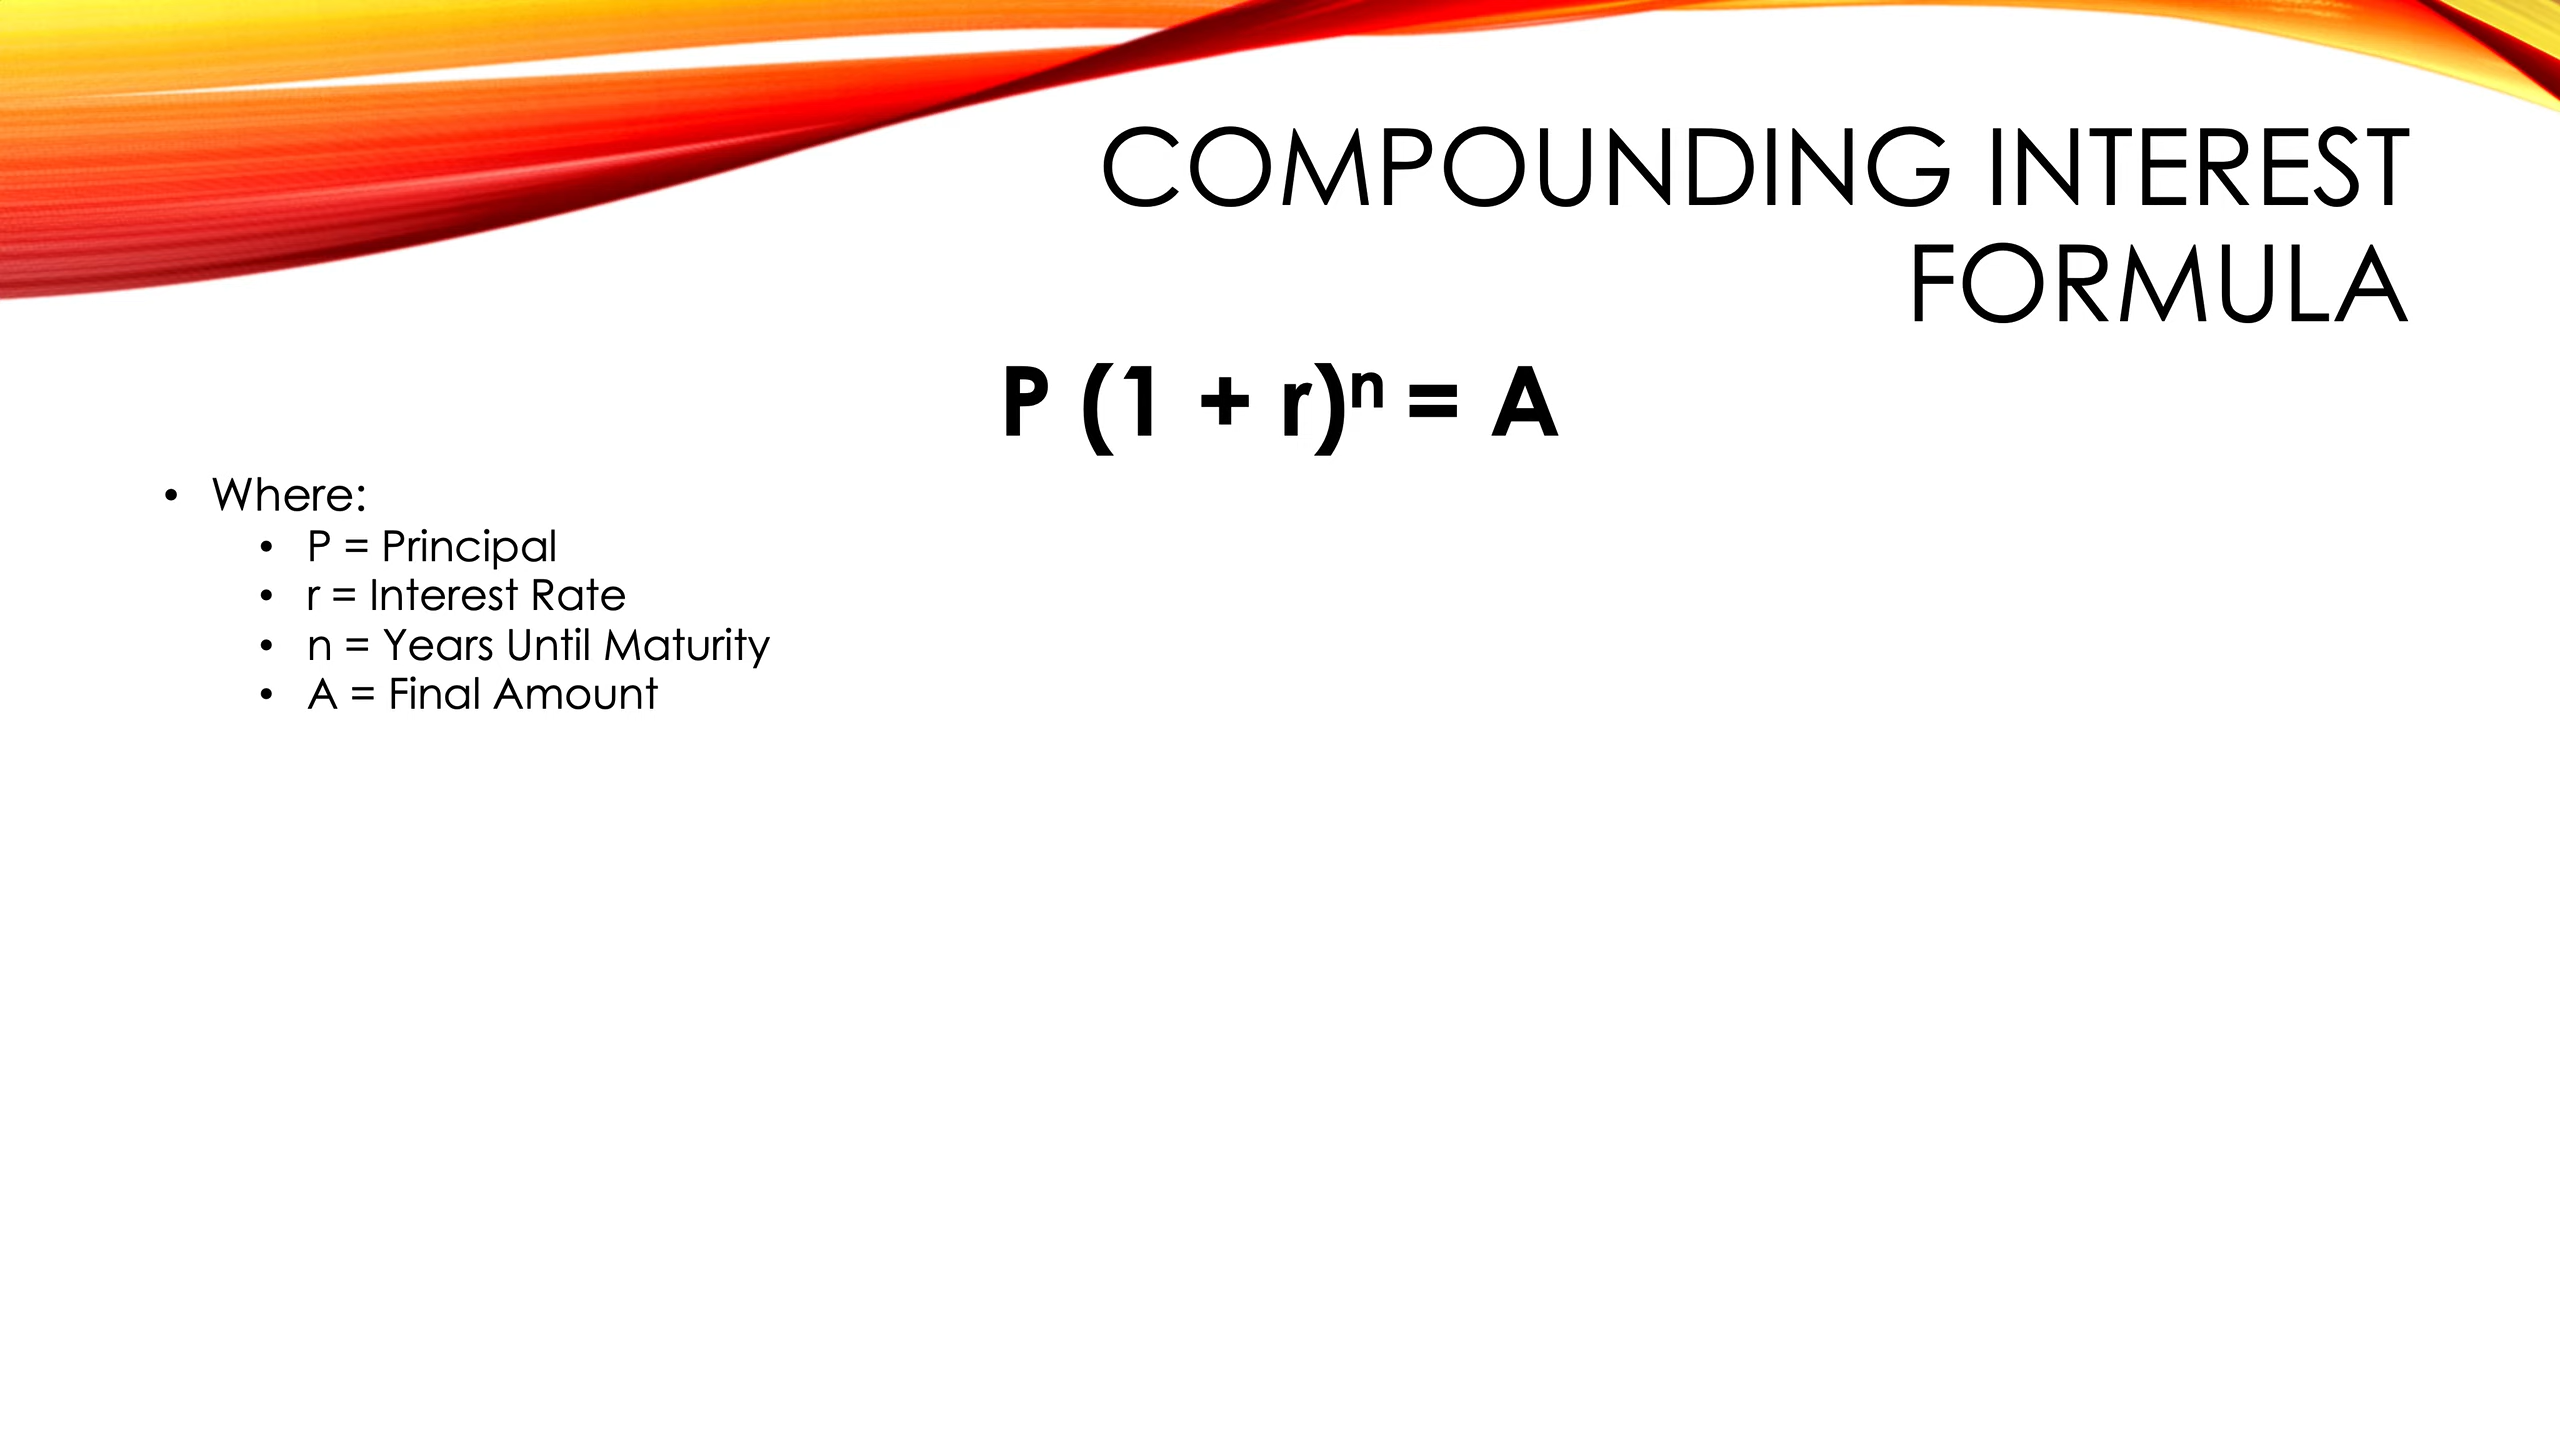 COMPOUNDING INTEREST
FORMULA
P (1 + r)ⁿ = A
• Where:
• P = Principal
• r = Interest Rate
• n = Years Until Maturity
• A = Final Amount